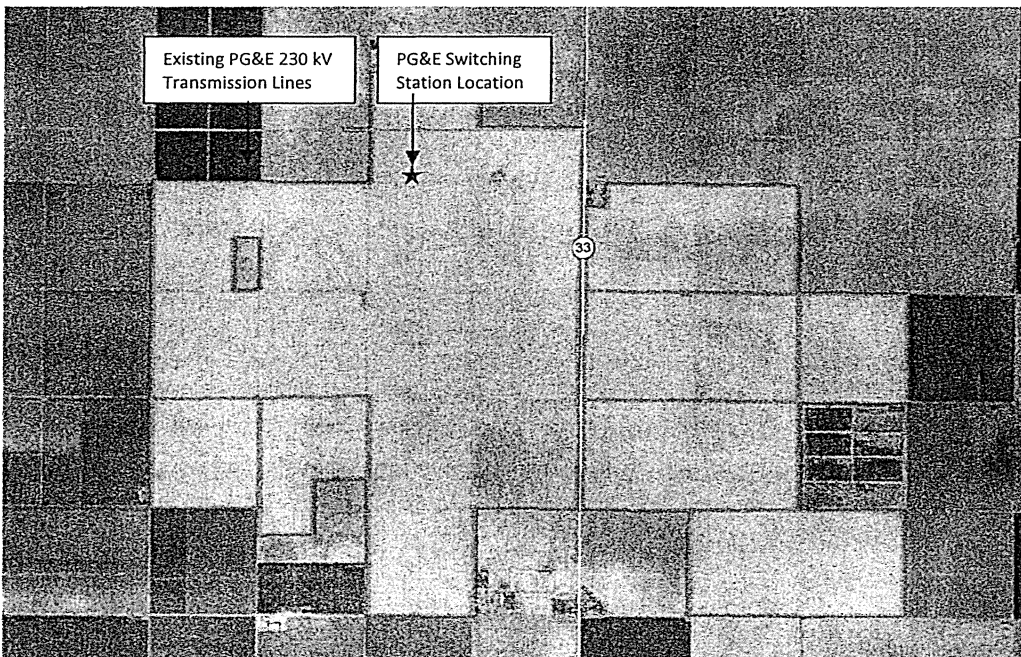 Existing PG&E 230 kV
Transmission Lines
PG&E Switching
Station Location
33